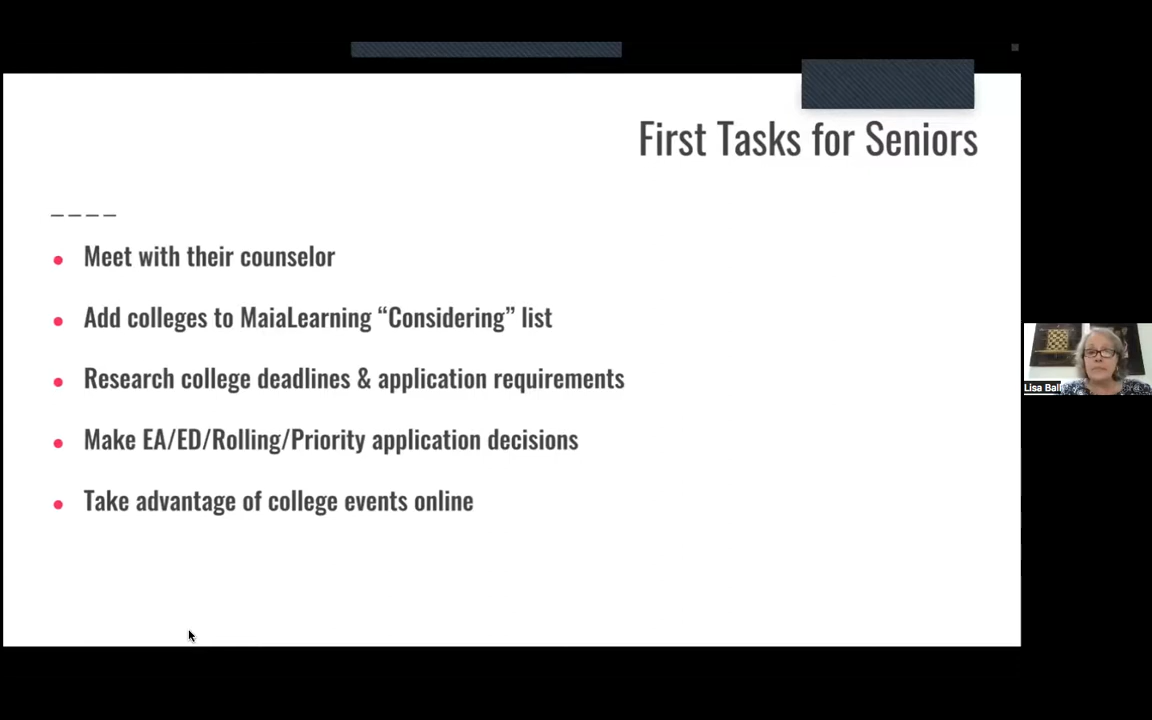 First Tasks for Seniors
Meet with their counselor
Add colleges to MaiaLearning “Considering” list
Research college deadlines & application requirements
Make EA/ED/Rolling/Priority application decisions
Take advantage of college events online
Lisa Ball